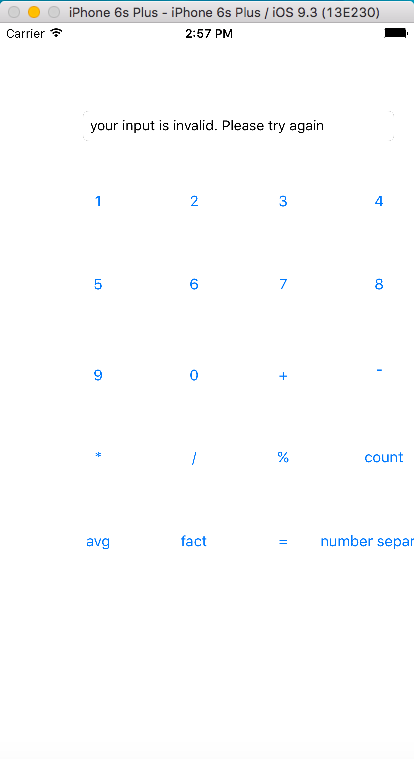 iPhone 6s Plus - iPhone 6s Plus / iOS 9.3 (13E230)
Carrier 2:57 PM
your input is invalid. Please try again
1 2 3 4
5 6 7 8
9 0 + -
* / % count
avg fact = number separ